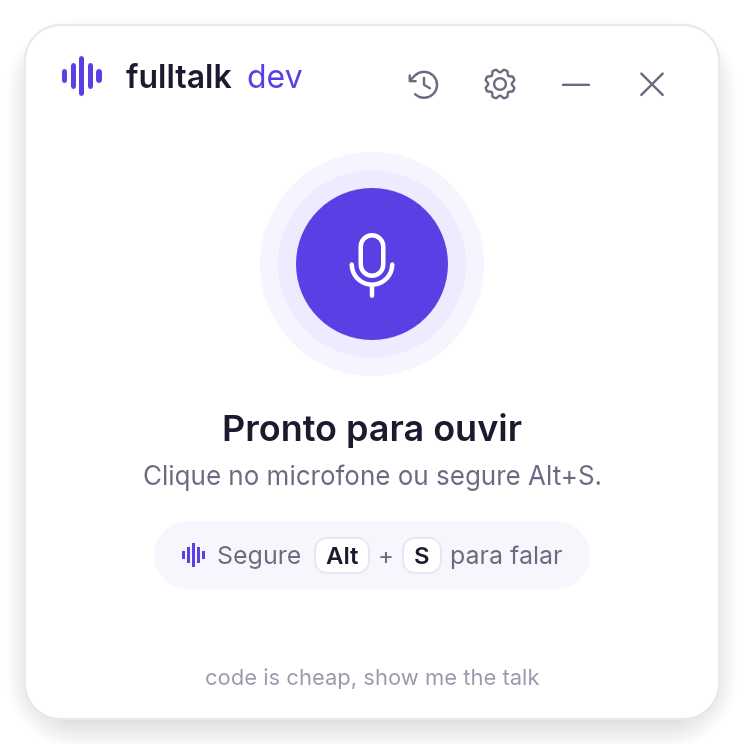 fulltalk dev
Pronto para ouvir
Clique no microfone ou segure Alt+S.
Segure Alt + S para falar
code is cheap, show me the talk